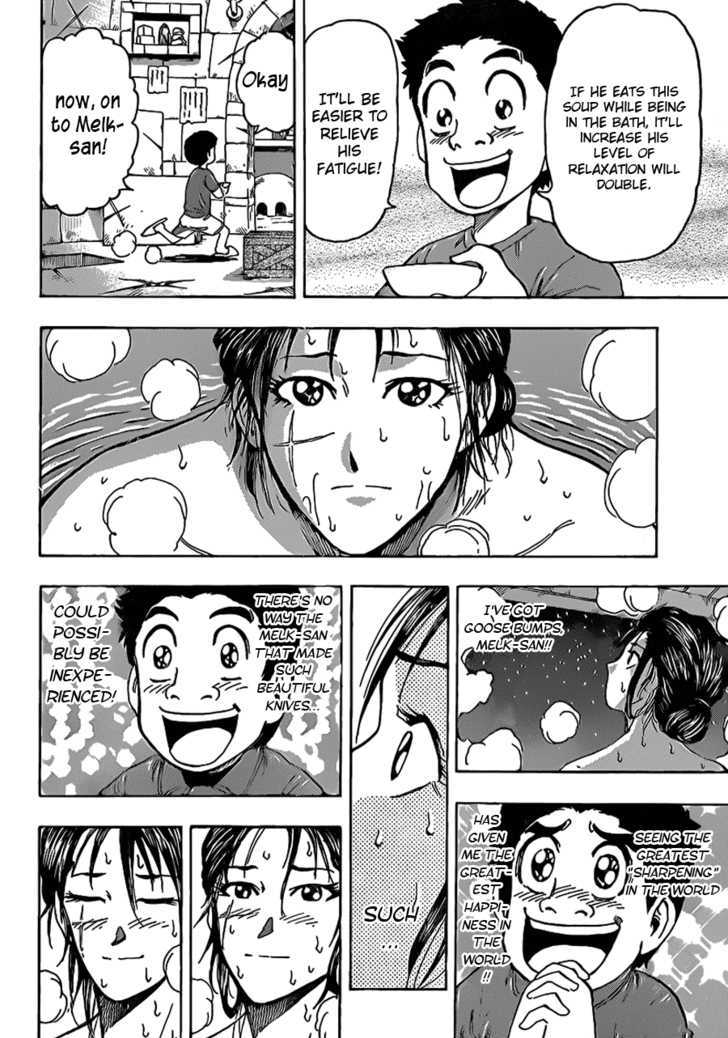 IF HE EATS THIS
SOUP WHILE BEING
IN THE BATH, IT'LL
INCREASE HIS
LEVEL OF
RELAXATION WILL
DOUBLE.
IT'LL BE
EASIER TO
RELIEVE
HIS
FATIGUE!
Okay
now, on
to Melk-
san!
I'VE GOT
GOOSE BUMPS,
MELK-SAN!!
SEEING THE
GREATEST
"SHARPENING"
IN THE WORLD
HAS
GIVEN
ME THE
GREAT-
EST
HAPPI-
NESS IN
THE
WORLD
!!
SUCH
...
THERE'S NO
WAY THE
MELK-SAN
THAT MADE
SUCH
BEAUTIFUL
KNIVES...
COULD
POSSI-
BLY BE
INEXPE-
RIENCED!